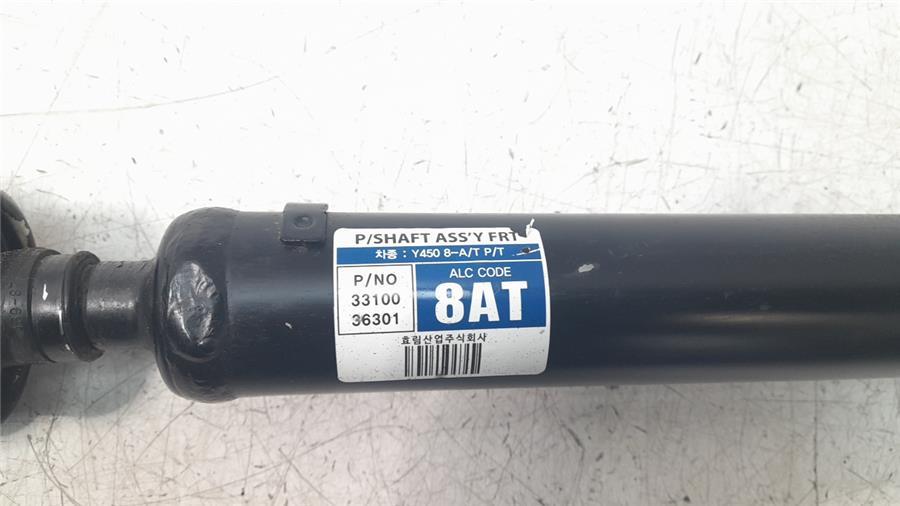 P/SHAFT ASS'Y FRT
차종 : Y450 8-A/T P/T
P/NO
33100
36301
ALC CODE
8AT
효림산업주식회사